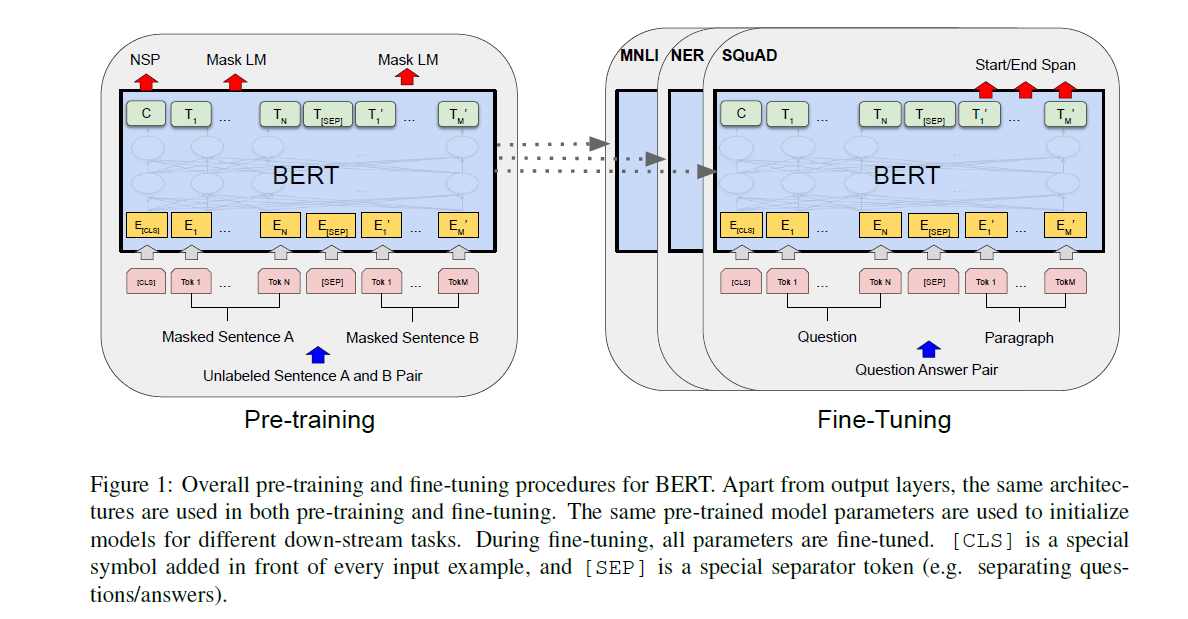 NSP Mask LM Mask LM
C T1 ... TN T[SEP] T1' ... TM'
BERT
E[CLS] E1 ... EN E[SEP] E1' ... EM'
[CLS] Tok 1 ... Tok N [SEP] Tok 1 ... TokM
Masked Sentence A Masked Sentence B
Unlabeled Sentence A and B Pair
Pre-training
MNLI NER SQuAD
Start/End Span
C T1 ... TN T[SEP] T1' ... TM'
BERT
E[CLS] E1 ... EN E[SEP] E1' ... EM'
[CLS] Tok 1 ... Tok N [SEP] Tok 1 ... TokM
Question Paragraph
Question Answer Pair
Fine-Tuning
Figure 1: Overall pre-training and fine-tuning procedures for BERT. Apart from output layers, the same architec-
tures are used in both pre-training and fine-tuning. The same pre-trained model parameters are used to initialize
models for different down-stream tasks. During fine-tuning, all parameters are fine-tuned. [CLS] is a special
symbol added in front of every input example, and [SEP] is a special separator token (e.g. separating ques-
tions/answers).